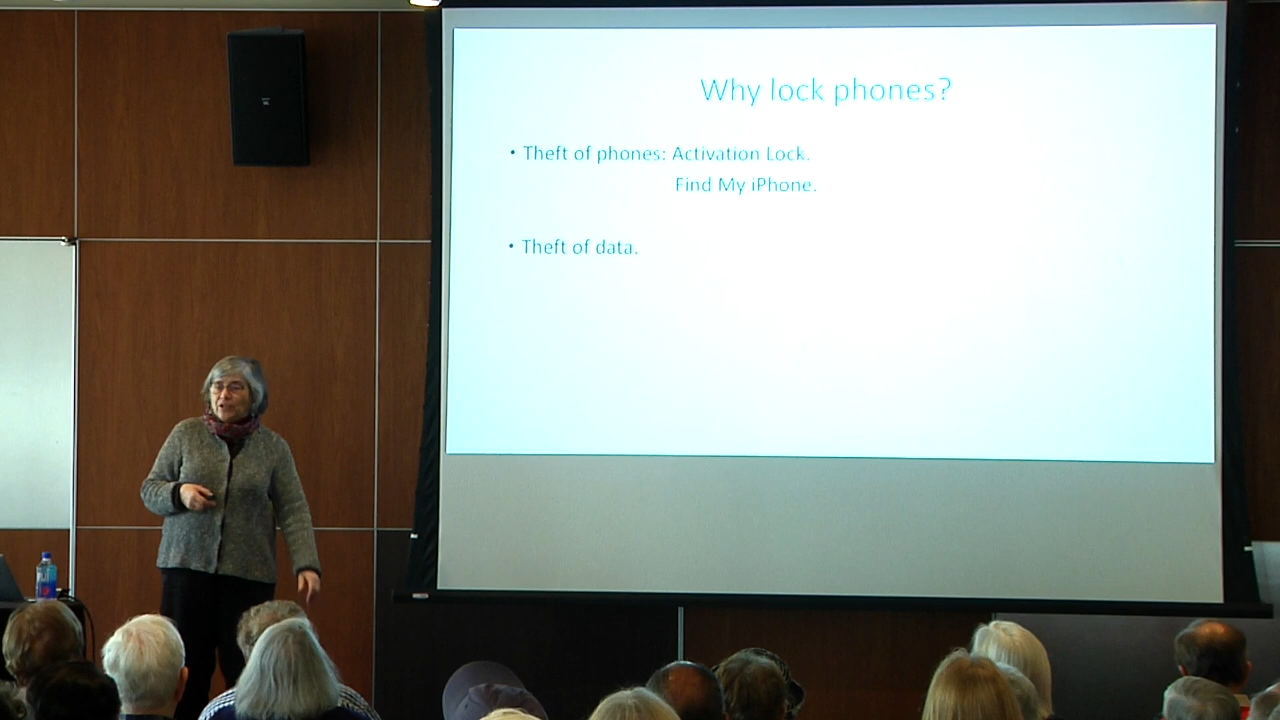 Why lock phones?
• Theft of phones: Activation Lock.
Find My iPhone.
• Theft of data.